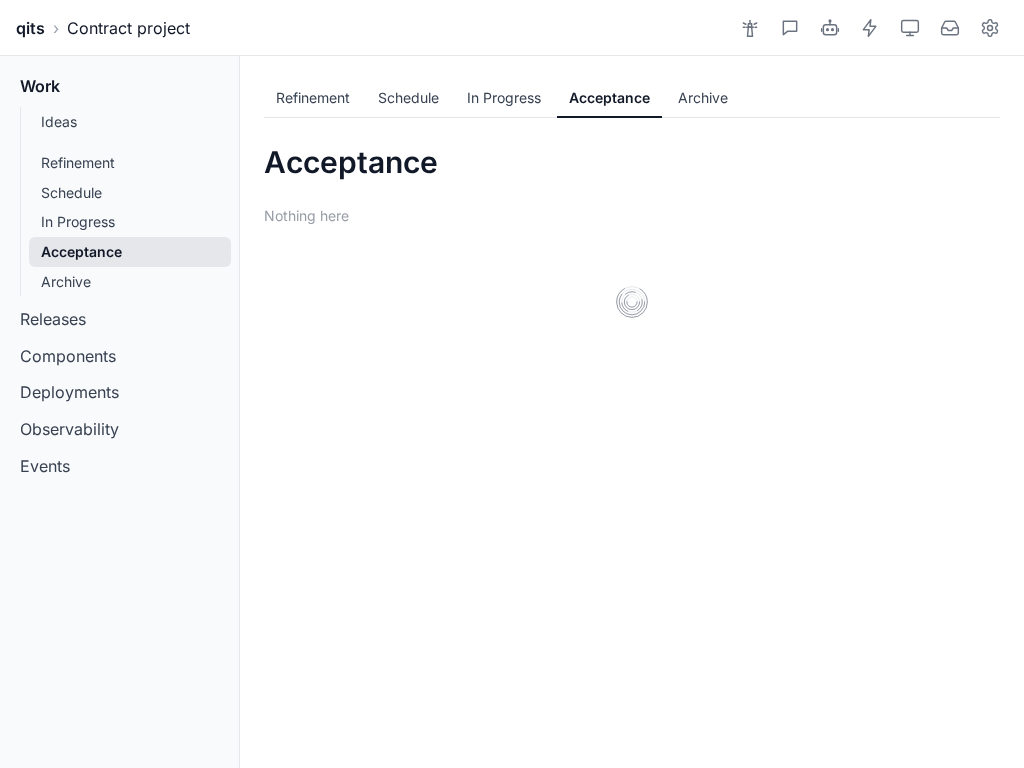 qits › Contract project
Work
Ideas
Refinement
Schedule
In Progress
Acceptance
Archive
Releases
Components
Deployments
Observability
Events
Refinement Schedule In Progress Acceptance Archive
Acceptance
Nothing here